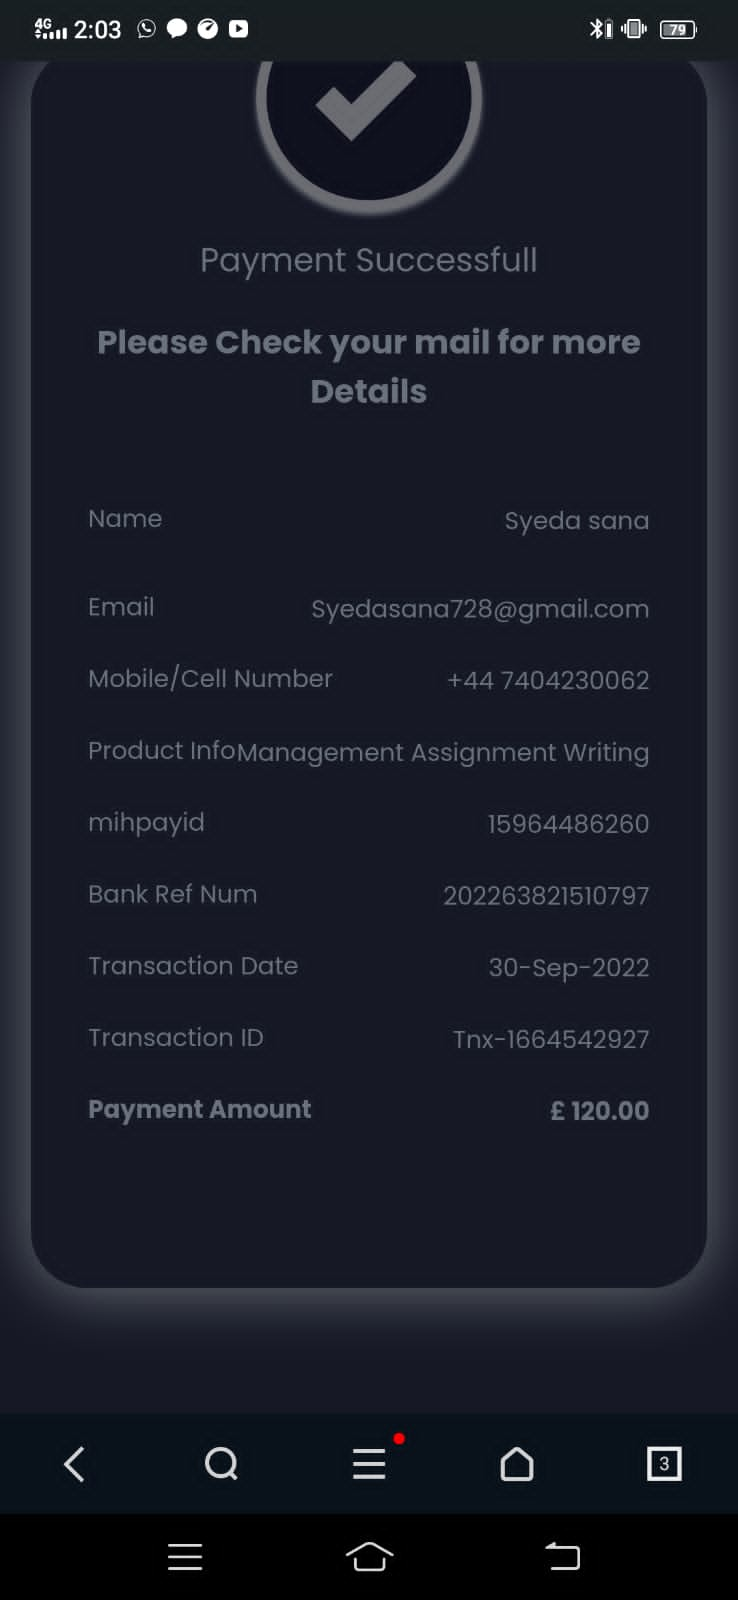 4G 2:03 79
Payment Successfull
Please Check your mail for more
Details
Name Syeda sana
Email Syedasana728@gmail.com
Mobile/Cell Number +44 7404230062
Product Info Management Assignment Writing
mihpayid 15964486260
Bank Ref Num 202263821510797
Transaction Date 30-Sep-2022
Transaction ID Tnx-1664542927
Payment Amount £ 120.00
3